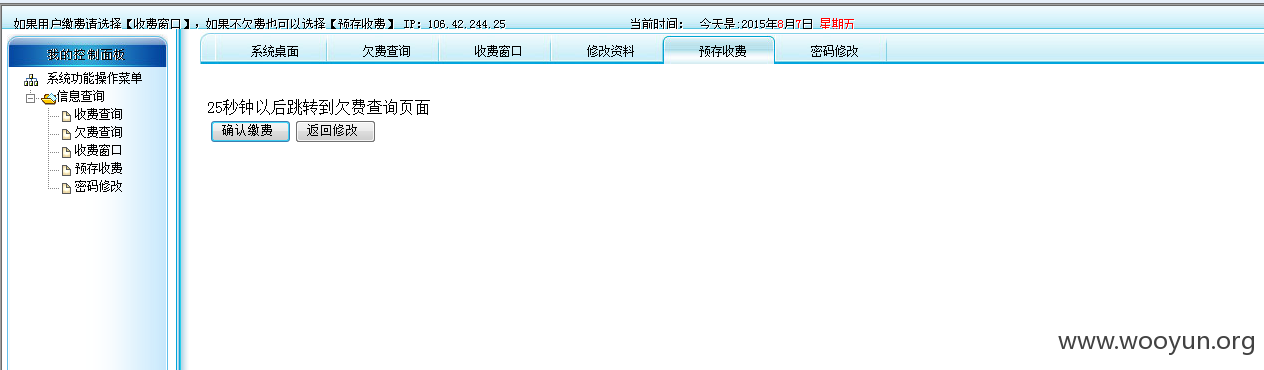 如果用户缴费请选择【收费窗口】，如果不欠费也可以选择【预存收费】 IP: 106.42.244.25 当前时间： 今天是:2015年8月7日 星期五
我的控制面板
系统桌面 欠费查询 收费窗口 修改资料 预存收费 密码修改
系统功能操作菜单
信息查询
收费查询
欠费查询
收费窗口
预存收费
密码修改
25秒钟以后跳转到欠费查询页面
确认缴费 返回修改
www.wooyun.org